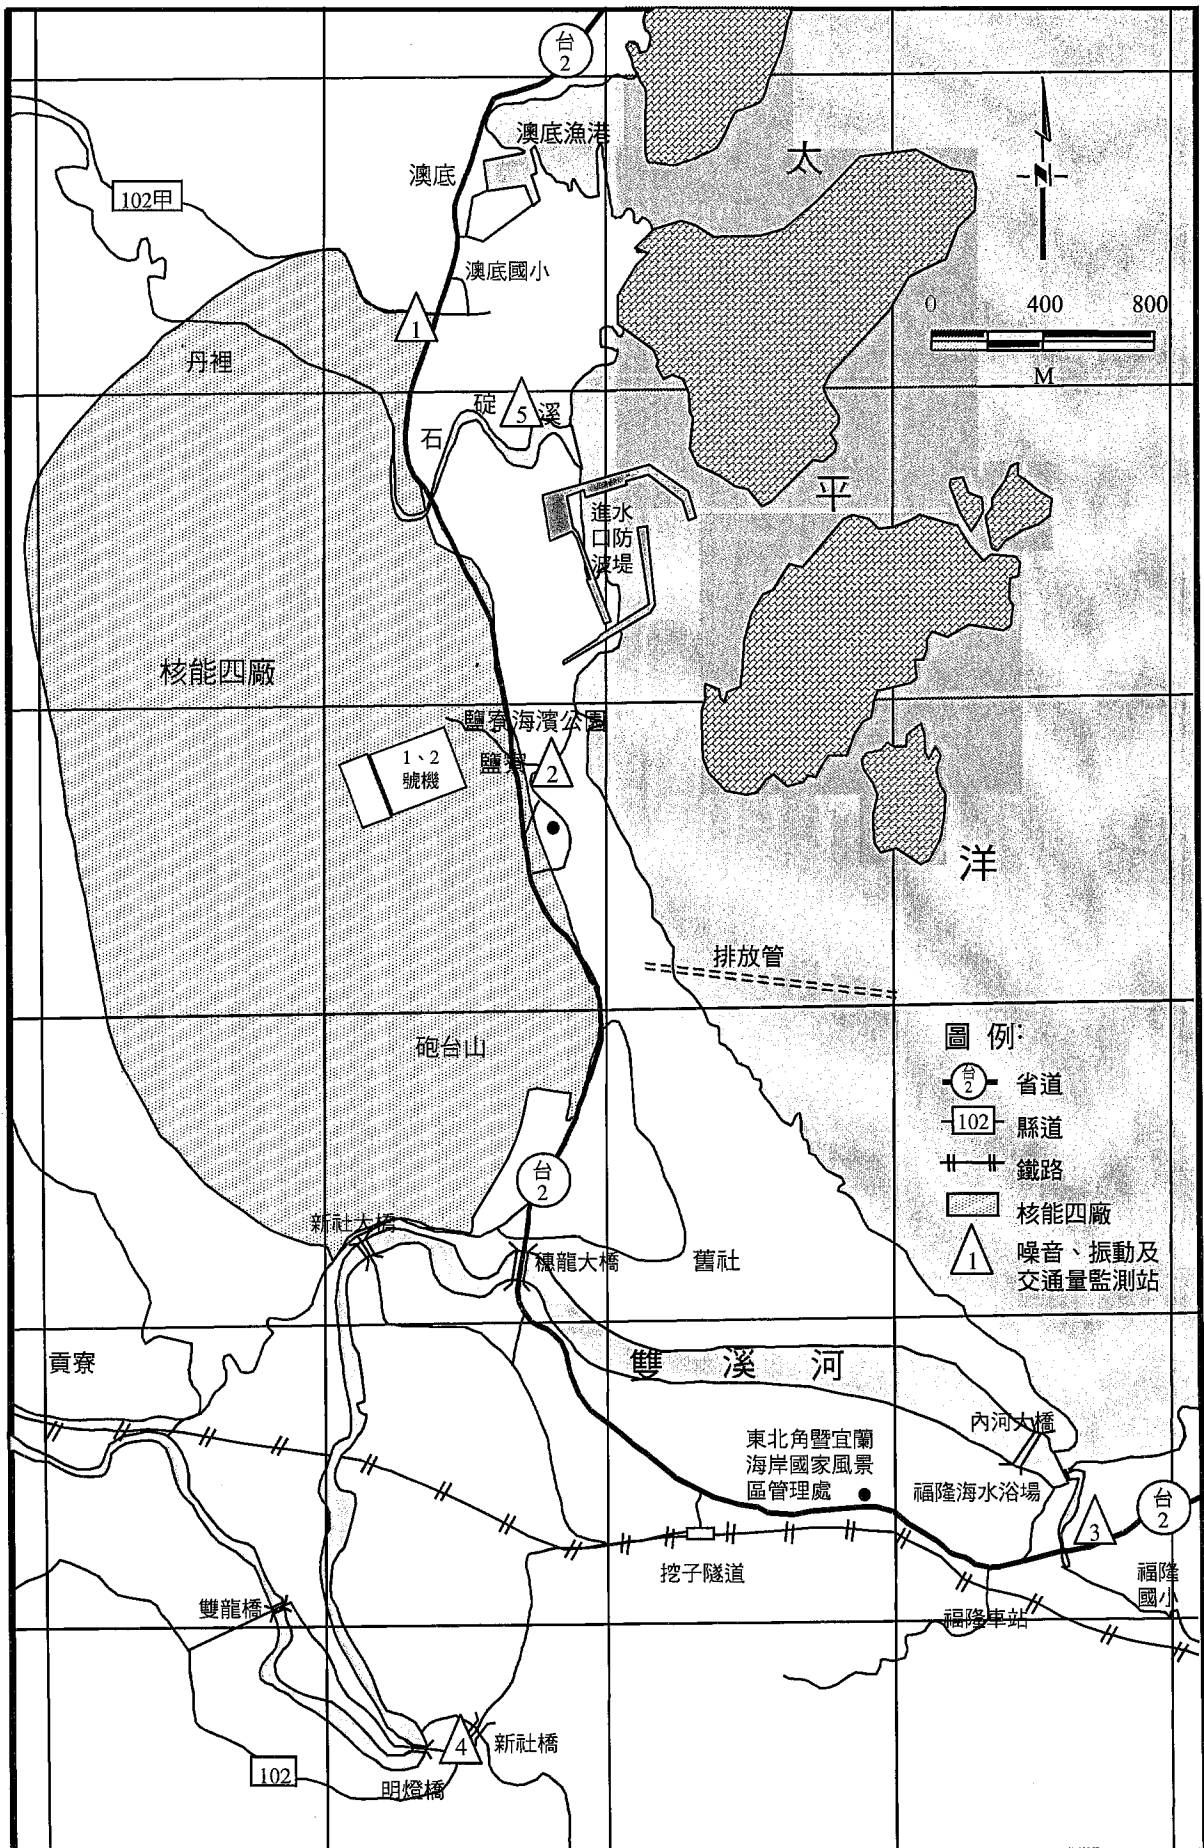 台
2
澳底漁港
澳底
太
N
102甲
澳底國小
0 400 800
M
1
丹裡
碇 5 溪
石
平
進水
口防
波堤
核能四廠
鹽寮海濱公園
鹽寮 2
1、2
號機
洋
排放管
砲台山
圖 例:
台
2
省道
102 縣道
鐵路
核能四廠
1
噪音、振動及
交通量監測站
台
2
新社大橋
穗龍大橋
舊社
貢寮
雙 溪 河
內河大橋
東北角暨宜蘭
海岸國家風景
區管理處
福隆海水浴場
台
2
3
挖子隧道
福隆
國小
福隆車站
雙龍橋
4
新社橋
102
明燈橋